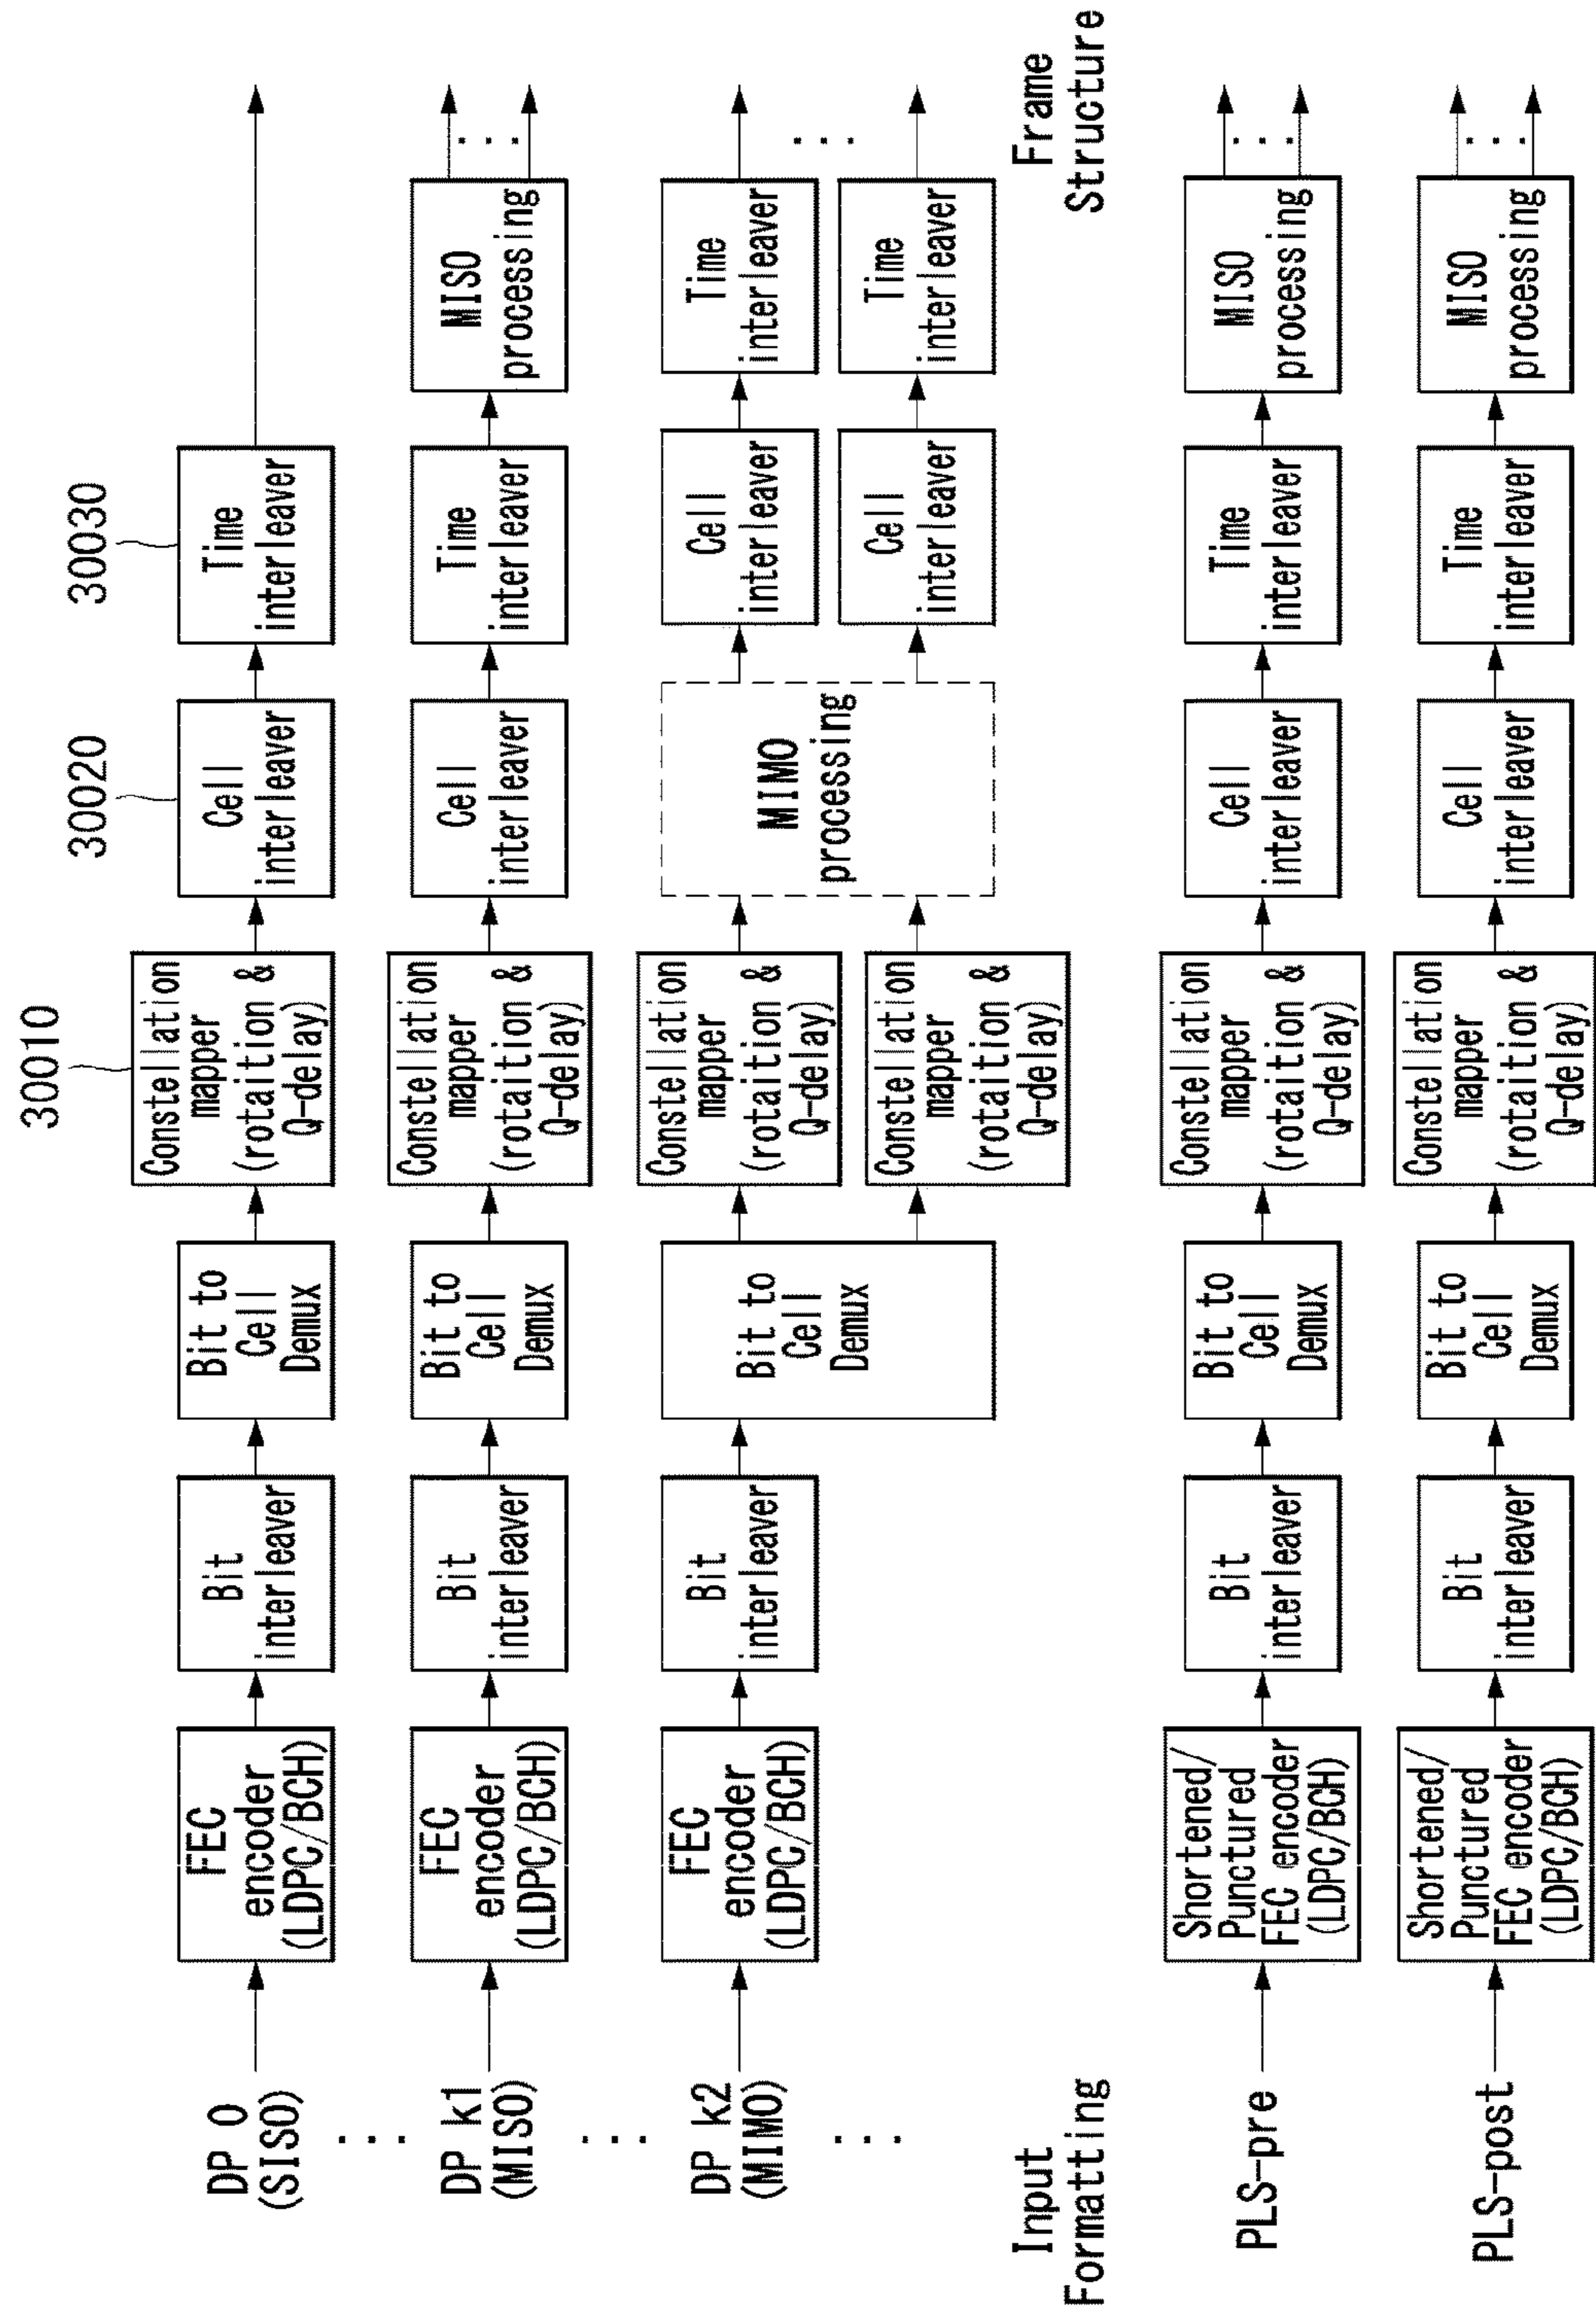 30010
30020
30030
DP 0
(SISO)
FEC
encoder
(LDPC/BCH)
Bit
interleaver
Bit to
Cell
Demux
Constellation
mapper
(rotaition &
Q-delay)
Cell
interleaver
Time
interleaver
...
DP k1
(MISO)
FEC
encoder
(LDPC/BCH)
Bit
interleaver
Bit to
Cell
Demux
Constellation
mapper
(rotaition &
Q-delay)
Cell
interleaver
Time
interleaver
MISO
processing
...
...
DP k2
(MIMO)
FEC
encoder
(LDPC/BCH)
Bit
interleaver
Bit to
Cell
Demux
Constellation
mapper
(rotaition &
Q-delay)
Constellation
mapper
(rotaition &
Q-delay)
MIMO
processing
Cell
interleaver
Time
interleaver
Cell
interleaver
Time
interleaver
...
...
Input
Formatting
Frame
Structure
PLS-pre
Shortened/
Punctured
FEC encoder
(LDPC/BCH)
Bit
interleaver
Bit to
Cell
Demux
Constellation
mapper
(rotaition &
Q-delay)
Cell
interleaver
Time
interleaver
MISO
processing
...
PLS-post
Shortened/
Punctured
FEC encoder
(LDPC/BCH)
Bit
interleaver
Bit to
Cell
Demux
Constellation
mapper
(rotaition &
Q-delay)
Cell
interleaver
Time
interleaver
MISO
processing
...